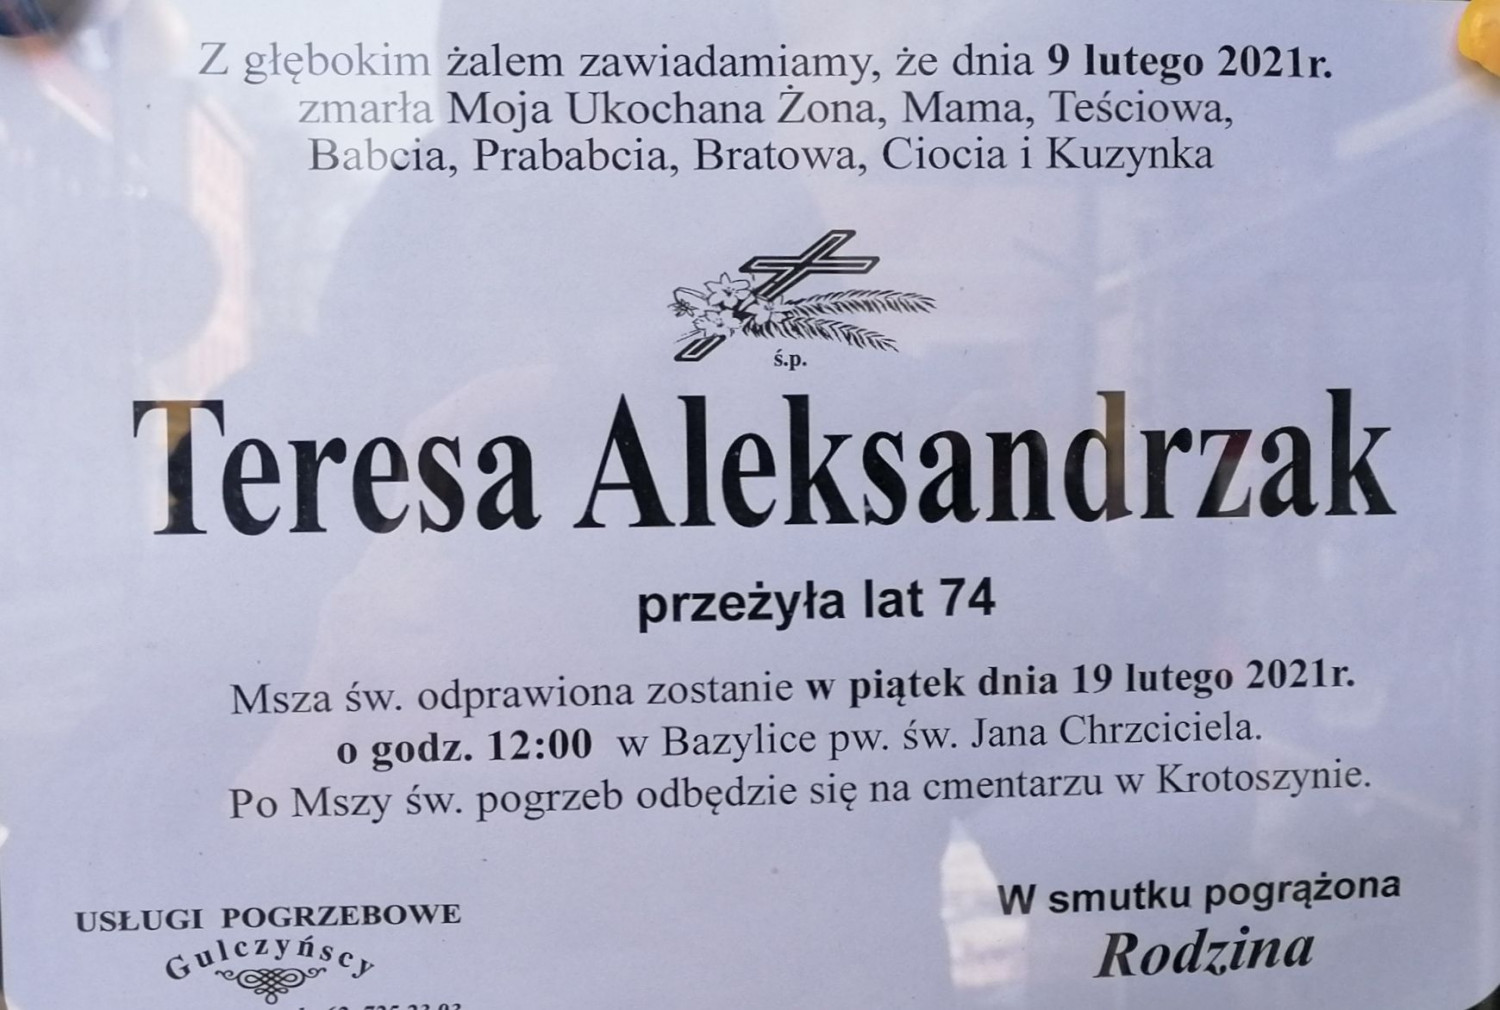 Z głębokim żalem zawiadamiamy, że dnia 9 lutego 2021r.
zmarła Moja Ukochana Żona, Mama, Teściowa,
Babcia, Prababcia, Bratowa, Ciocia i Kuzynka
ś.p.
Teresa Aleksandrzak
przeżyła lat 74
Msza św. odprawiona zostanie w piątek dnia 19 lutego 2021r.
o godz. 12:00 w Bazylice pw. św. Jana Chrzciciela.
Po Mszy św. pogrzeb odbędzie się na cmentarzu w Krotoszynie.
W smutku pogrążona
Rodzina
USŁUGI POGRZEBOWE
Gulczyńscy